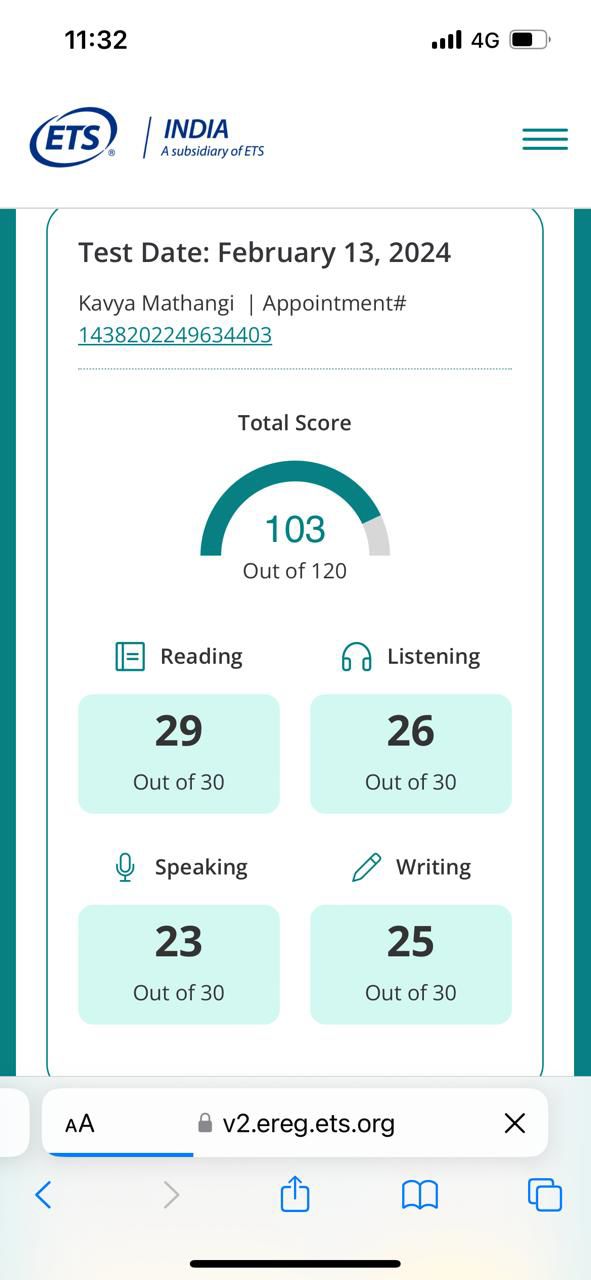 11:32
4G
ETS
®
INDIA
A subsidiary of ETS
Test Date: February 13, 2024
Kavya Mathangi | Appointment#
1438202249634403
Total Score
103
Out of 120
Reading
Listening
29
26
Out of 30
Out of 30
Speaking
Writing
23
25
Out of 30
Out of 30
AA
v2.ereg.ets.org